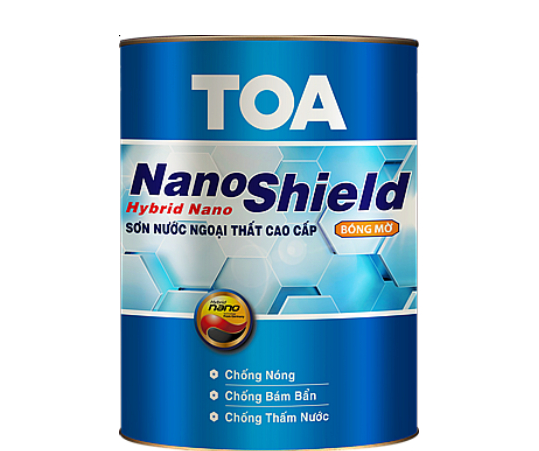 TOA
NanoShield
Hybrid Nano
SƠN NƯỚC NGOẠI THẤT CAO CẤP
BÓNG MỜ
Hybrid
nano
Chống Nóng
Chống Bám Bẩn
Chống Thấm Nước